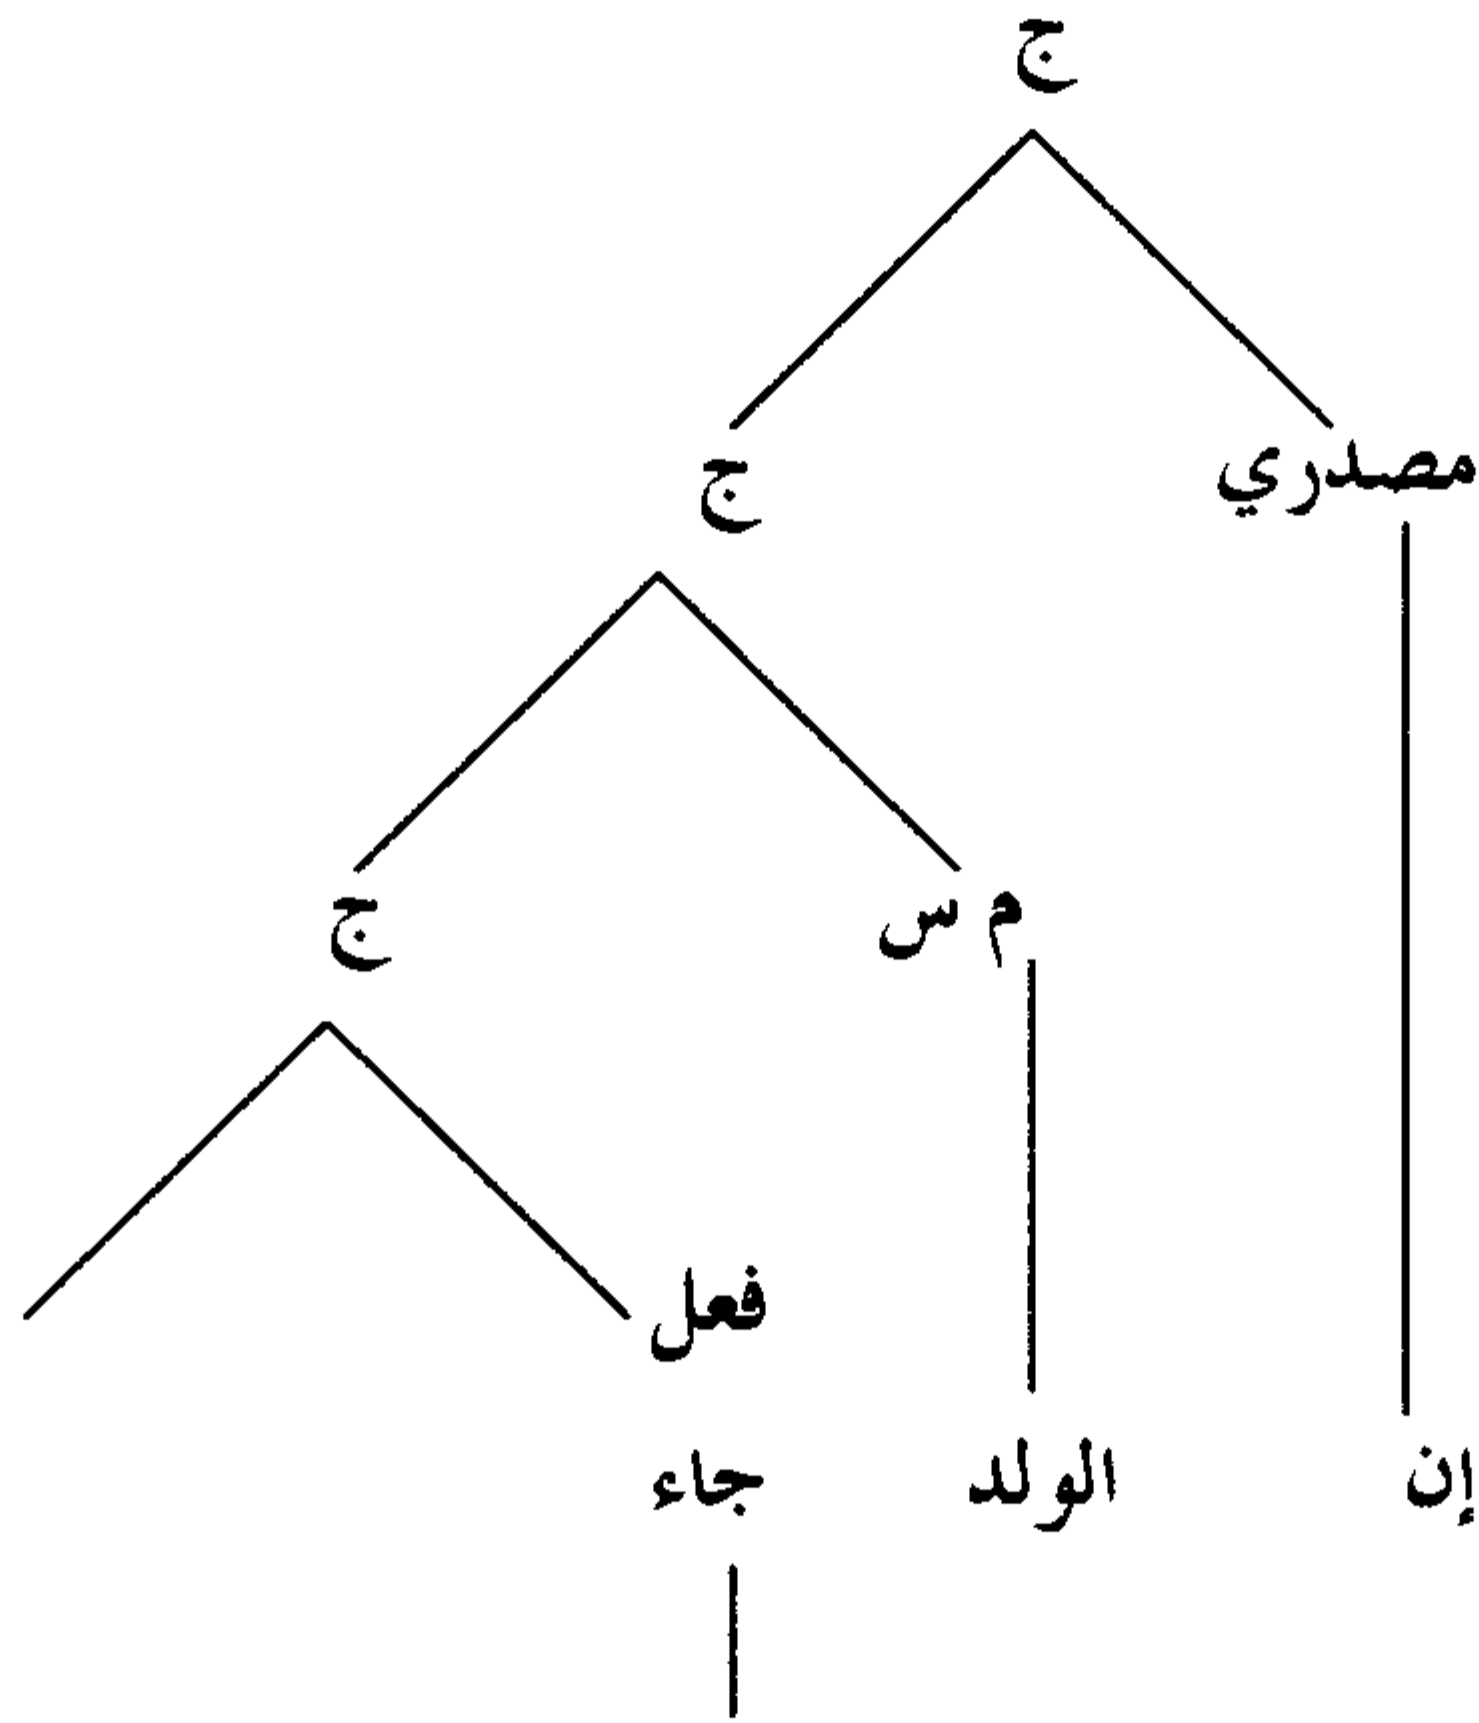 ج
مصدري ج
م س ج
فعل
إن الولد جاء